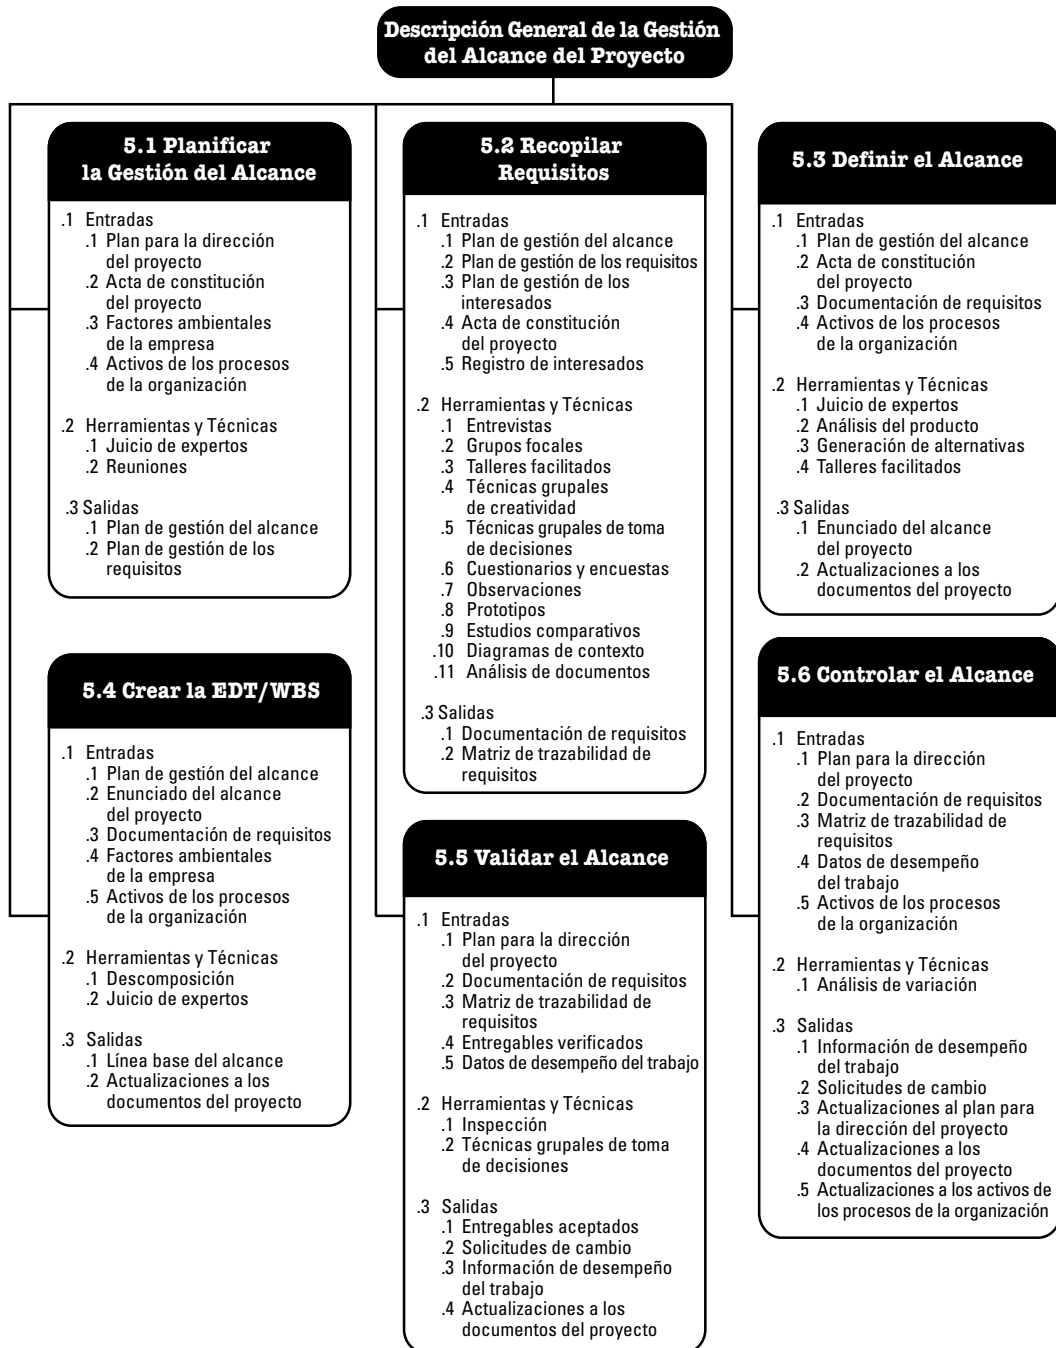 Descripción General de la Gestión
del Alcance del Proyecto
5.1 Planificar
la Gestión del Alcance
.1 Entradas
.1 Plan para la dirección
del proyecto
.2 Acta de constitución
del proyecto
.3 Factores ambientales
de la empresa
.4 Activos de los procesos
de la organización
.2 Herramientas y Técnicas
.1 Juicio de expertos
.2 Reuniones
.3 Salidas
.1 Plan de gestión del alcance
.2 Plan de gestión de los
requisitos
5.2 Recopilar
Requisitos
.1 Entradas
.1 Plan de gestión del alcance
.2 Plan de gestión de los requisitos
.3 Plan de gestión de los
interesados
.4 Acta de constitución
del proyecto
.5 Registro de interesados
.2 Herramientas y Técnicas
.1 Entrevistas
.2 Grupos focales
.3 Talleres facilitados
.4 Técnicas grupales
de creatividad
.5 Técnicas grupales de toma
de decisiones
.6 Cuestionarios y encuestas
.7 Observaciones
.8 Prototipos
.9 Estudios comparativos
.10 Diagramas de contexto
.11 Análisis de documentos
.3 Salidas
.1 Documentación de requisitos
.2 Matriz de trazabilidad de
requisitos
5.3 Definir el Alcance
.1 Entradas
.1 Plan de gestión del alcance
.2 Acta de constitución
del proyecto
.3 Documentación de requisitos
.4 Activos de los procesos
de la organización
.2 Herramientas y Técnicas
.1 Juicio de expertos
.2 Análisis del producto
.3 Generación de alternativas
.4 Talleres facilitados
.3 Salidas
.1 Enunciado del alcance
del proyecto
.2 Actualizaciones a los
documentos del proyecto
5.4 Crear la EDT/WBS
.1 Entradas
.1 Plan de gestión del alcance
.2 Enunciado del alcance
del proyecto
.3 Documentación de requisitos
.4 Factores ambientales
de la empresa
.5 Activos de los procesos
de la organización
.2 Herramientas y Técnicas
.1 Descomposición
.2 Juicio de expertos
.3 Salidas
.1 Línea base del alcance
.2 Actualizaciones a los
documentos del proyecto
5.5 Validar el Alcance
.1 Entradas
.1 Plan para la dirección
del proyecto
.2 Documentación de requisitos
.3 Matriz de trazabilidad de
requisitos
.4 Entregables verificados
.5 Datos de desempeño del trabajo
.2 Herramientas y Técnicas
.1 Inspección
.2 Técnicas grupales de toma
de decisiones
.3 Salidas
.1 Entregables aceptados
.2 Solicitudes de cambio
.3 Información de desempeño
del trabajo
.4 Actualizaciones a los
documentos del proyecto
5.6 Controlar el Alcance
.1 Entradas
.1 Plan para la dirección
del proyecto
.2 Documentación de requisitos
.3 Matriz de trazabilidad de
requisitos
.4 Datos de desempeño
del trabajo
.5 Activos de los procesos
de la organización
.2 Herramientas y Técnicas
.1 Análisis de variación
.3 Salidas
.1 Información de desempeño
del trabajo
.2 Solicitudes de cambio
.3 Actualizaciones al plan para
la dirección del proyecto
.4 Actualizaciones a los
documentos del proyecto
.5 Actualizaciones a los activos de
los procesos de la organización